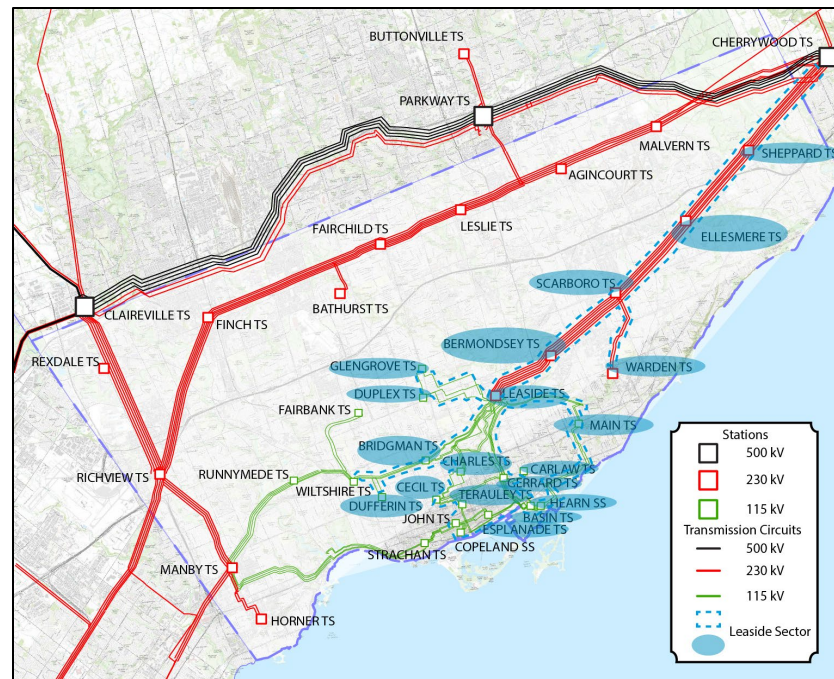 BUTTONVILLE TS
CHERRYWOOD TS
PARKWAY TS
MALVERN TS
SHEPPARD TS
AGINCOURT TS
LESLIE TS
ELLESMERE TS
FAIRCHILD TS
SCARBORO TS
BATHURST TS
CLAIREVILLE TS
FINCH TS
BERMONDSEY TS
REXDALE TS
GLENGROVE TS
WARDEN TS
DUPLEX TS
LEASIDE TS
FAIRBANK TS
MAIN TS
BRIDGMAN TS
CHARLES TS
CARLAW TS
RICHVIEW TS
RUNNYMEDE TS
WILTSHIRE TS
CECIL TS
GERRARD TS
TERAULEY TS
DUFFERIN TS
HEARN SS
JOHN TS
BASIN TS
ESPLANADE TS
STRACHAN TS
COPELAND SS
MANBY TS
HORNER TS
Stations
500 kV
230 kV
115 kV
Transmission Circuits
500 kV
230 kV
115 kV
Leaside Sector